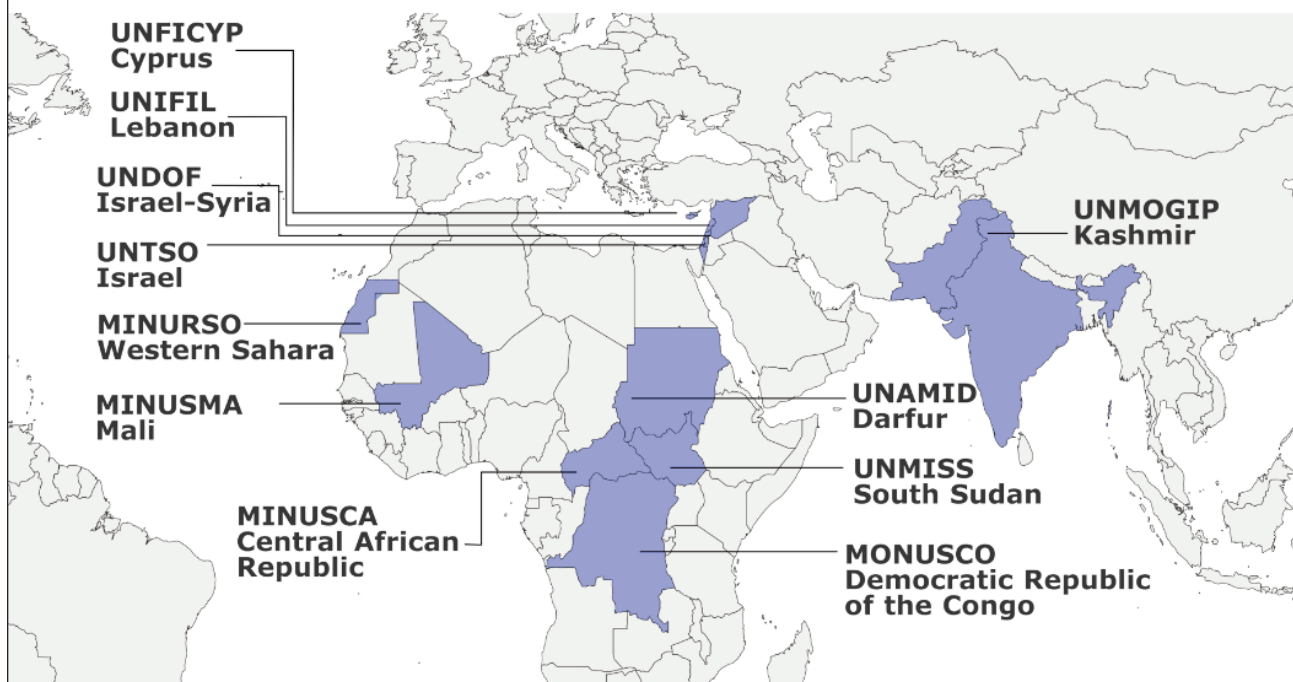 UNFICYP
Cyprus
UNIFIL
Lebanon
UNDOF
Israel-Syria
UNTSO
Israel
MINURSO
Western Sahara
MINUSMA
Mali
MINUSCA
Central African
Republic
UNMOGIP
Kashmir
UNAMID
Darfur
UNMISS
South Sudan
MONUSCO
Democratic Republic
of the Congo